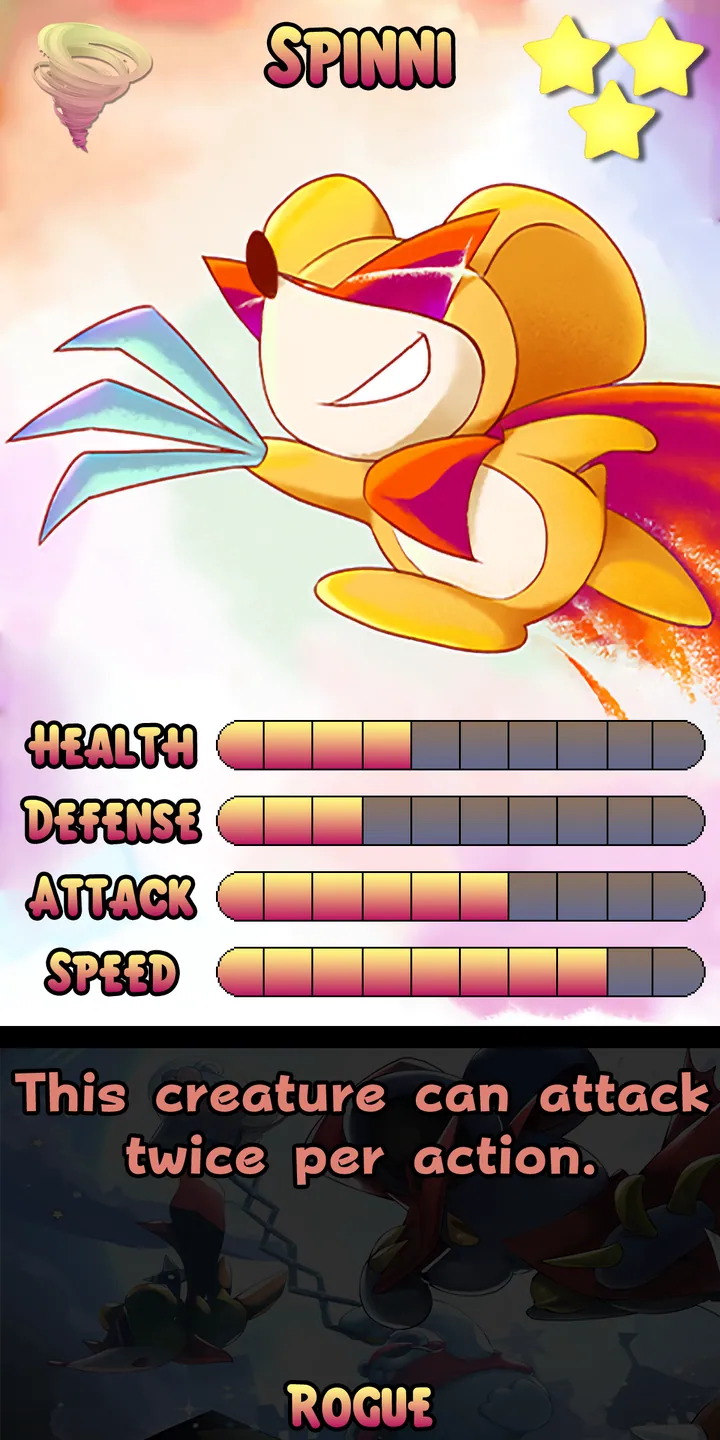 SPINNI
HEALTH
DEFENSE
ATTACK
SPEED
This creature can attack
twice per action.
ROGUE